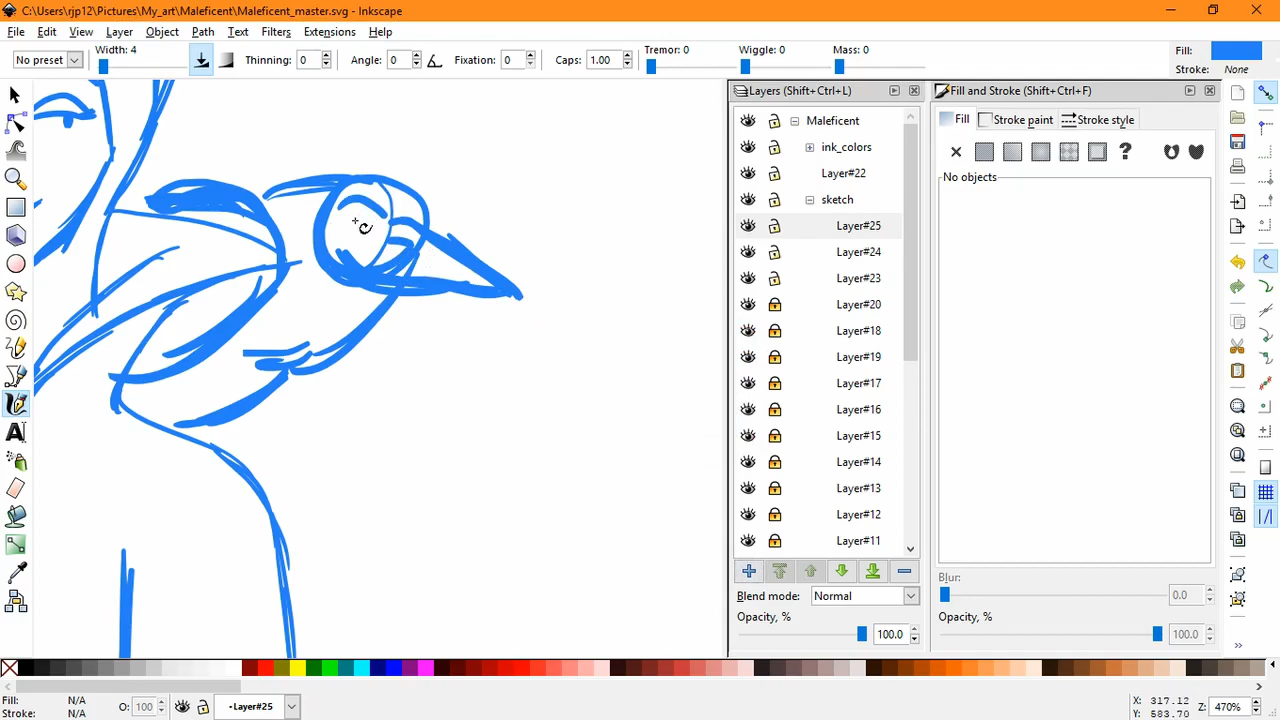 C:\Users\rjp12\Pictures\My_art\Maleficent\Maleficent_master.svg - Inkscape
File Edit View Layer Object Path Text Filters Extensions Help
No preset Width: 4 Thinning: 0 Angle: 0 Fixation: 0 Caps: 1.00 Tremor: 0 Wiggle: 0 Mass: 0 Fill:
Stroke: None
Layers (Shift+Ctrl+L)
Maleficent
ink_colors
Layer#22
sketch
Layer#25
Layer#24
Layer#23
Layer#20
Layer#18
Layer#19
Layer#17
Layer#16
Layer#15
Layer#14
Layer#13
Layer#12
Layer#11
Blend mode: Normal
Opacity, %
100.0
Fill and Stroke (Shift+Ctrl+F)
Fill Stroke paint Stroke style
No objects
Blur:
0.0
Opacity, %
100.0
Fill: N/A O: 100 Layer#25 X: 317.12 Z: 470%
Stroke: N/A Y: 583.70